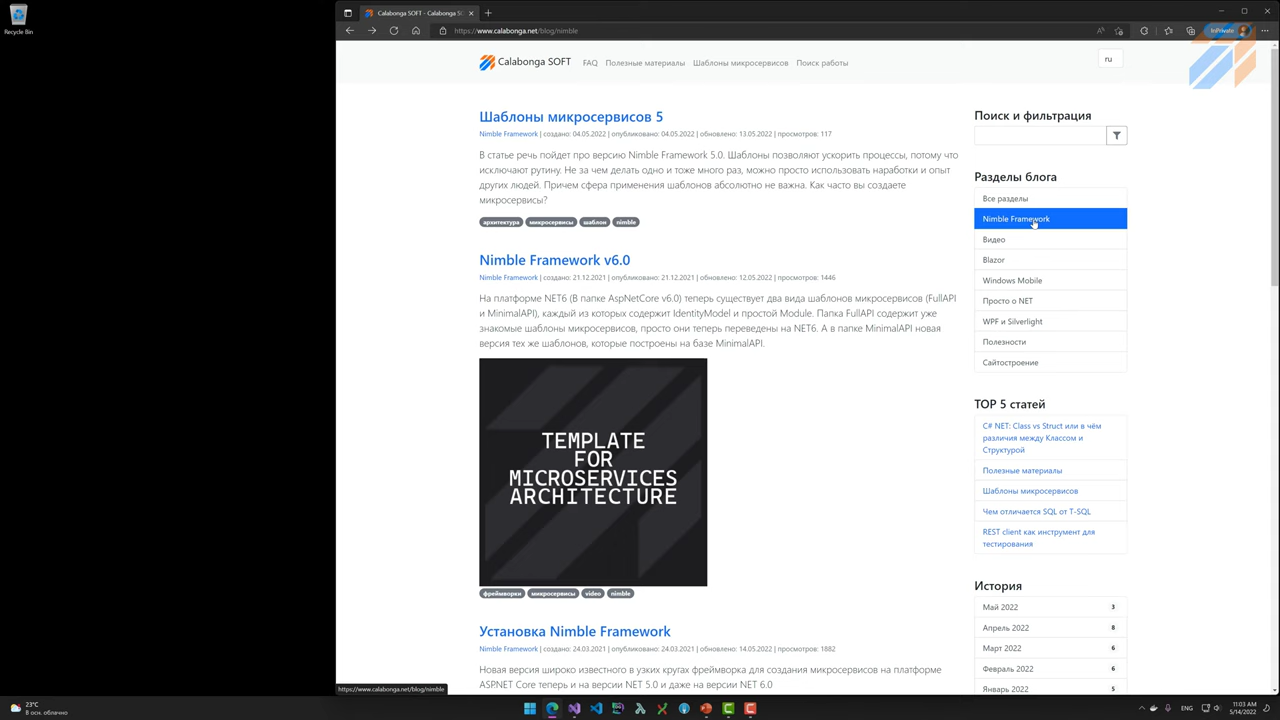 Recycle Bin
Calabonga SOFT - Calabonga S
https://www.calabonga.net/blog/nimble
InPrivate
Calabonga SOFT
FAQ
Полезные материалы
Шаблоны микросервисов
Поиск работы
ru
Шаблоны микросервисов 5
Nimble Framework | создано: 04.05.2022 | опубликовано: 04.05.2022 | обновлено: 13.05.2022 | просмотров: 117
В статье речь пойдет про версию Nimble Framework 5.0. Шаблоны позволяют ускорить процессы, потому что
исключают рутину. Не за чем делать одно и тоже много раз, можно просто использовать наработки и опыт
других людей. Причем сфера применения шаблонов абсолютно не важна. Как часто вы создаете
микросервисы?
архитектура микросервисы шаблон nimble
Nimble Framework v6.0
Nimble Framework | создано: 21.12.2021 | опубликовано: 21.12.2021 | обновлено: 12.05.2022 | просмотров: 1446
На платформе NET6 (В папке AspNetCore v6.0) теперь существует два вида шаблонов микросервисов (FullAPI
и MinimalAPI), каждый из которых содержит IdentityModel и простой Module. Папка FullAPI содержит уже
знакомые шаблоны микросервисов, просто они теперь переведены на NET6. А в папке MinimalAPI новая
версия тех же шаблонов, которые построены на базе MinimalAPI.
TEMPLATE
FOR
MICROSERVICES
ARCHITECTURE
фреймворки микросервисы video nimble
Установка Nimble Framework
Nimble Framework | создано: 24.03.2021 | опубликовано: 24.03.2021 | обновлено: 14.05.2022 | просмотров: 1882
Новая версия широко известного в узких кругах фреймворка для создания микросервисов на платформе
ASPNET Core теперь и на версии NET 5.0 и даже на версии NET 6.0
Поиск и фильтрация
Разделы блога
Все разделы
Nimble Framework
Видео
Blazor
Windows Mobile
Просто о NET
WPF и Silverlight
Полезности
Сайтостроение
TOP 5 статей
C# NET: Class vs Struct или в чём
различия между Классом и
Структурой
Полезные материалы
Шаблоны микросервисов
Чем отличается SQL от T-SQL
REST client как инструмент для
тестирования
История
Май 2022 3
Апрель 2022 8
Март 2022 6
Февраль 2022 6
Январь 2022 5
https://www.calabonga.net/blog/nimble
23°C
В осн. облачно
ENG
11:03 AM
5/14/2022